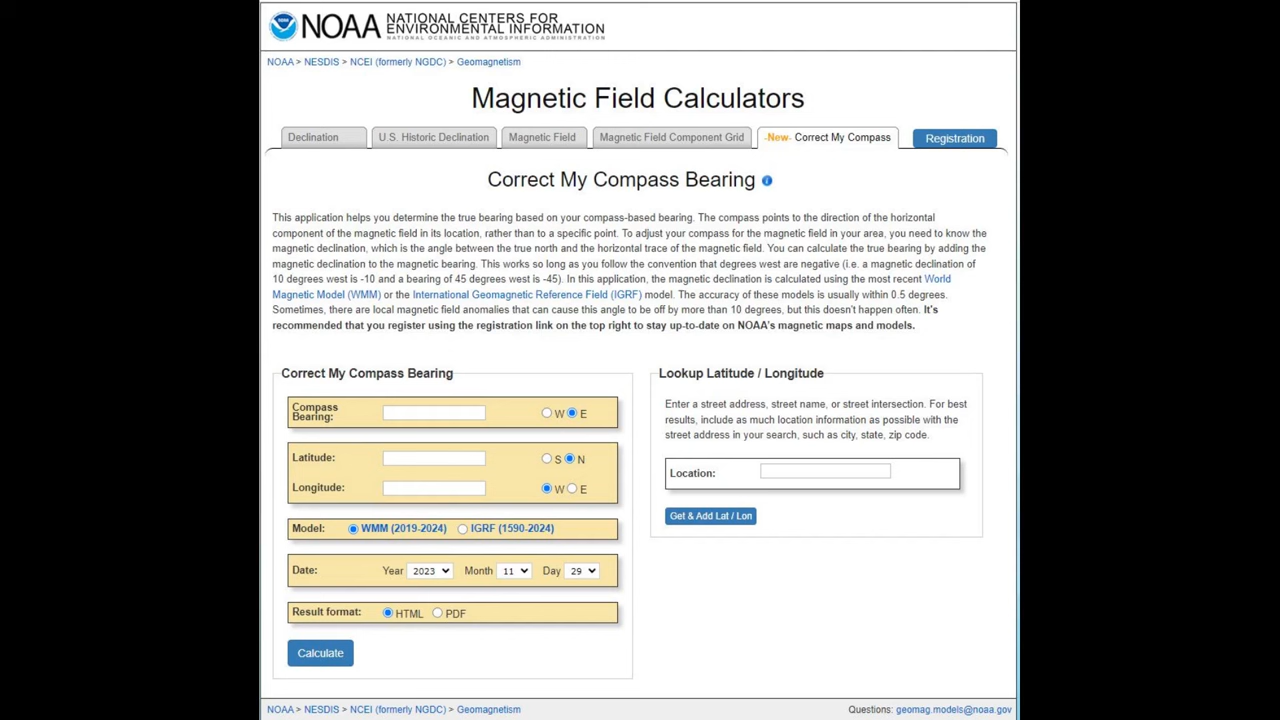 NOAA NATIONAL CENTERS FOR
ENVIRONMENTAL INFORMATION
NATIONAL OCEANIC AND ATMOSPHERIC ADMINISTRATION
NOAA > NESDIS > NCEI (formerly NGDC) > Geomagnetism
Magnetic Field Calculators
Declination U.S. Historic Declination Magnetic Field Magnetic Field Component Grid -New- Correct My Compass Registration
Correct My Compass Bearing i
This application helps you determine the true bearing based on your compass-based bearing. The compass points to the direction of the horizontal
component of the magnetic field in its location, rather than to a specific point. To adjust your compass for the magnetic field in your area, you need to know the
magnetic declination, which is the angle between the true north and the horizontal trace of the magnetic field. You can calculate the true bearing by adding the
magnetic declination to the magnetic bearing. This works so long as you follow the convention that degrees west are negative (i.e. a magnetic declination of
10 degrees west is -10 and a bearing of 45 degrees west is -45). In this application, the magnetic declination is calculated using the most recent World
Magnetic Model (WMM) or the International Geomagnetic Reference Field (IGRF) model. The accuracy of these models is usually within 0.5 degrees.
Sometimes, there are local magnetic field anomalies that can cause this angle to be off by more than 10 degrees, but this doesn't happen often. It's
recommended that you register using the registration link on the top right to stay up-to-date on NOAA's magnetic maps and models.
Correct My Compass Bearing
Compass
Bearing: W E
Latitude: S N
Longitude: W E
Model: WMM (2019-2024) IGRF (1590-2024)
Date: Year 2023 Month 11 Day 29
Result format: HTML PDF
Calculate
Lookup Latitude / Longitude
Enter a street address, street name, or street intersection. For best
results, include as much location information as possible with the
street address in your search, such as city, state, zip code.
Location:
Get & Add Lat / Lon
NOAA > NESDIS > NCEI (formerly NGDC) > Geomagnetism Questions: geomag.models@noaa.gov